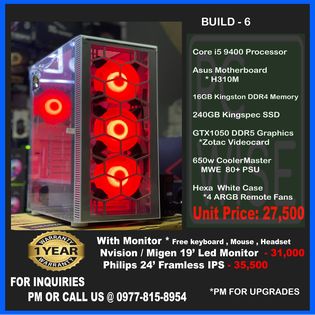 BUILD - 6
Core i5 9400 Processor
Asus Motherboard
* H310M
16GB Kingston DDR4 Memory
240GB Kingspec SSD
GTX1050 DDR5 Graphics
*Zotac Videocard
650w CoolerMaster
MWE 80+ PSU
Hexa White Case
*4 ARGB Remote Fans
Unit Price: 27,500
WARRANTY
1 YEAR
WARRANTY
With Monitor * Free keyboard , Mouse , Headset
Nvision / Migen 19' Led Monitor - 31,000
Philips 24' Framless IPS - 35,500
FOR INQUIRIES
PM OR CALL US @ 0977-815-8954
*PM FOR UPGRADES